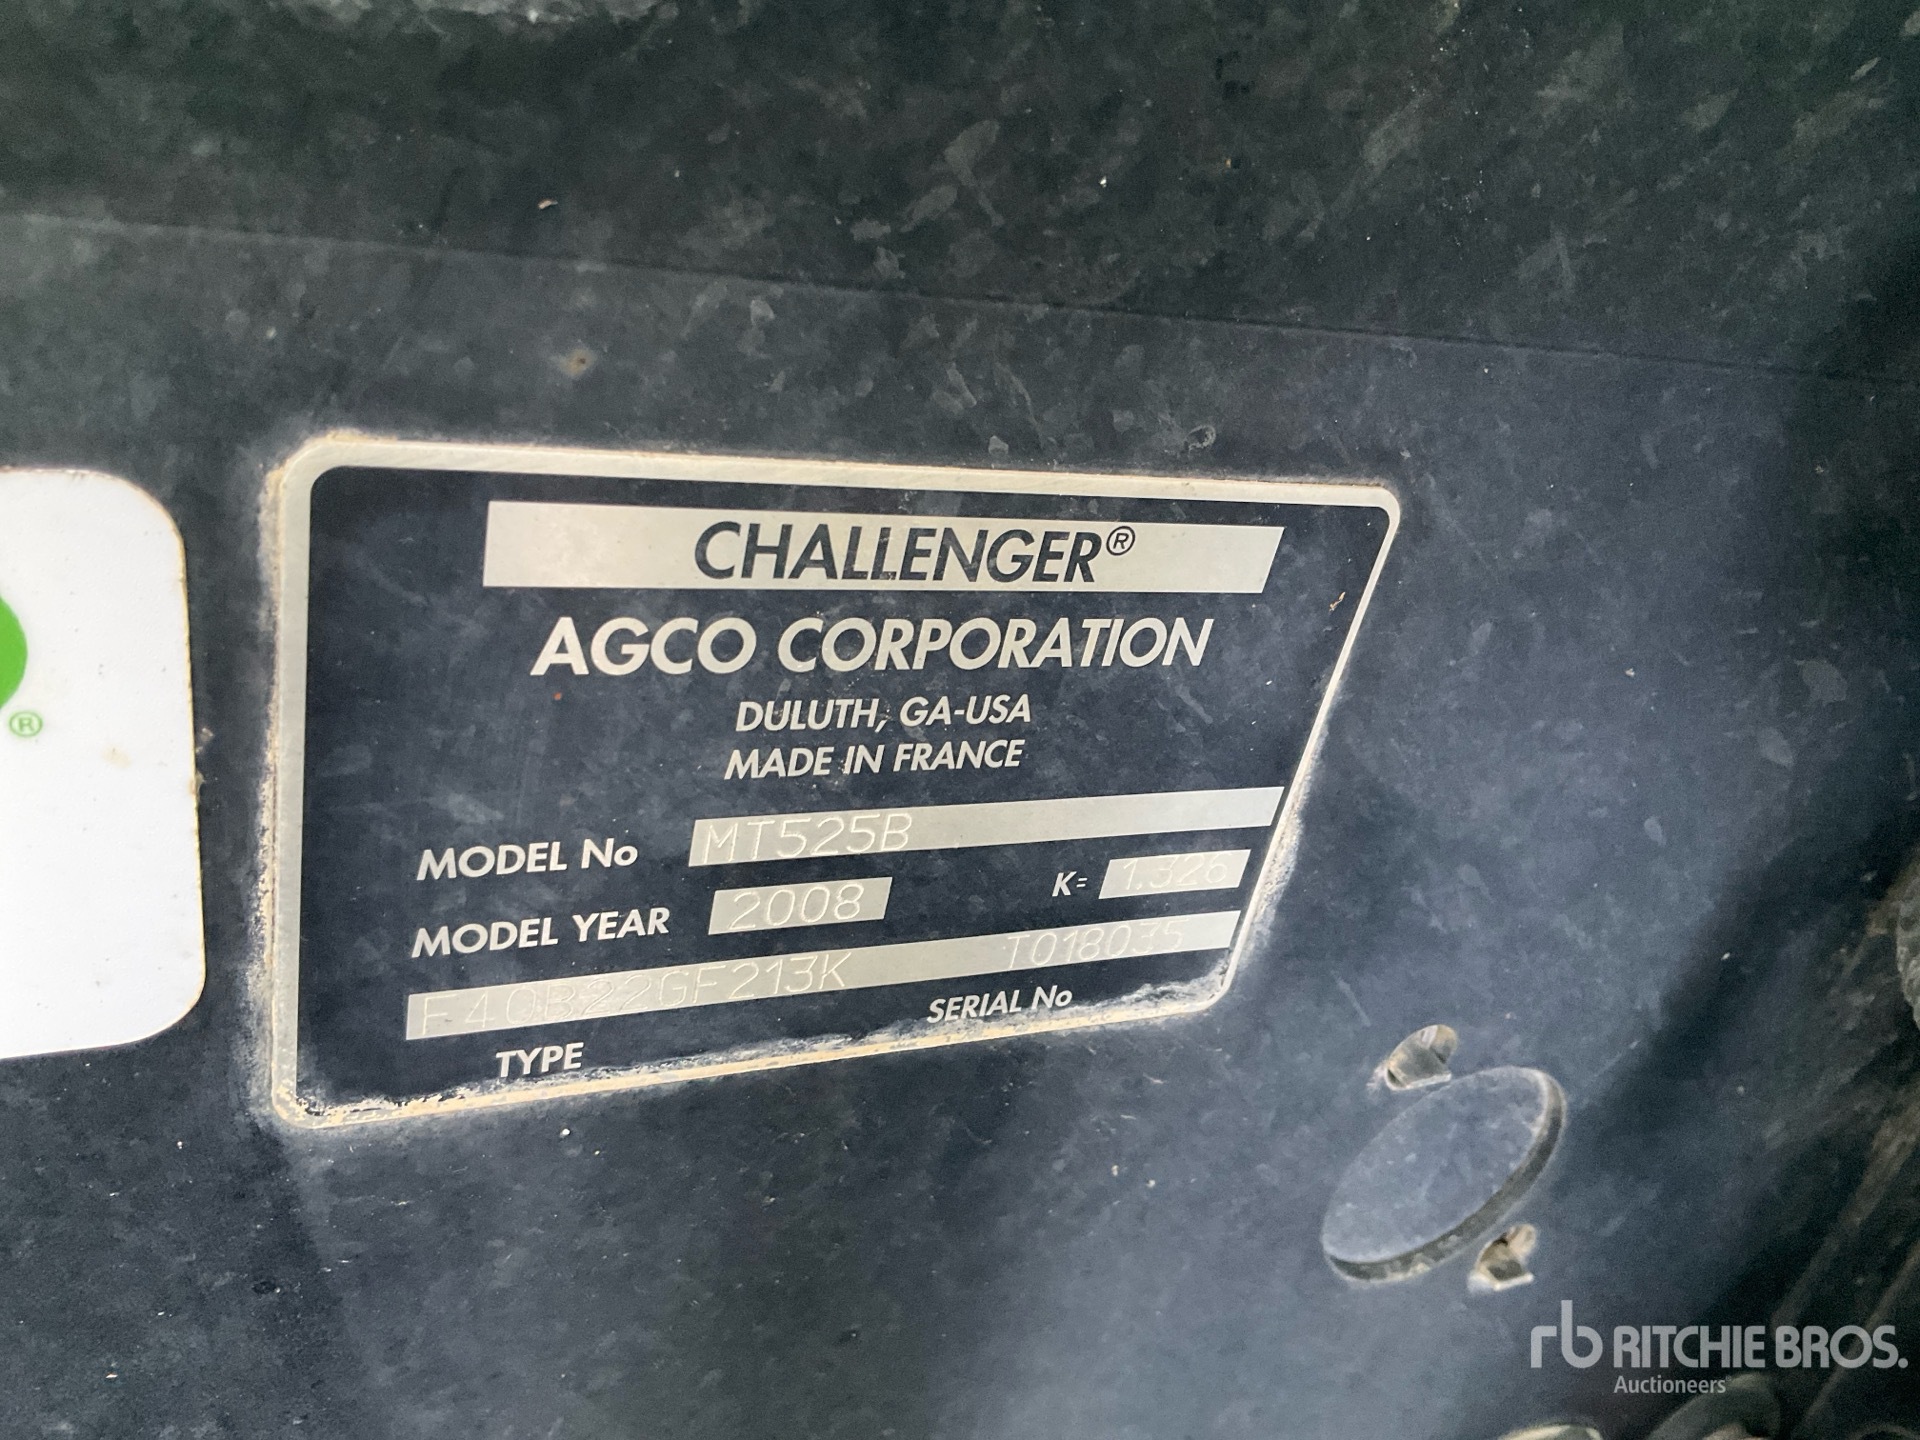 CHALLENGER®
AGCO CORPORATION
DULUTH, GA-USA
MADE IN FRANCE
MODEL No MT525B
MODEL YEAR 2008 K= 1.326
F40B22GF213K T018035
TYPE SERIAL No
®
rb RITCHIE BROS.
Auctioneers